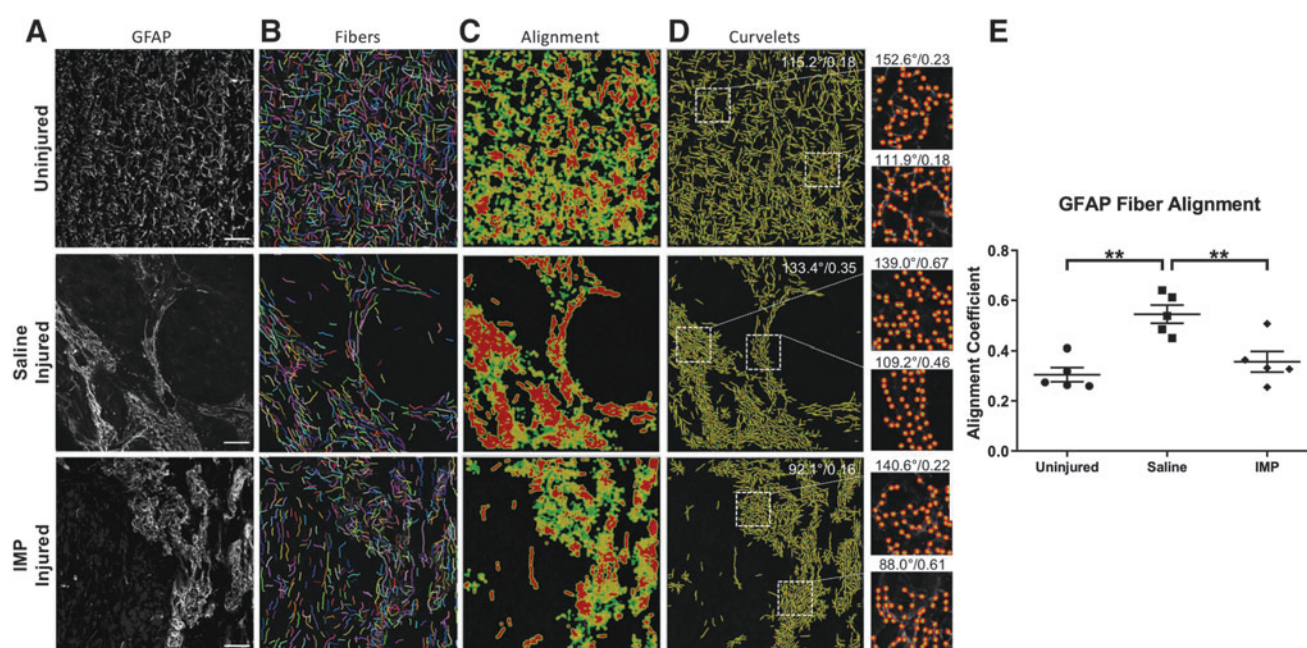 A GFAP B Fibers C Alignment D Curvelets E
Uninjured
115.2°/0.18
152.6°/0.23
111.9°/0.18
Saline
Injured
133.4°/0.35
139.0°/0.67
109.2°/0.46
IMP
Injured
92.1°/0.16
140.6°/0.22
88.0°/0.61
GFAP Fiber Alignment
Alignment Coefficient
0.8
0.6
0.4
0.2
0.0
** **
Uninjured Saline IMP